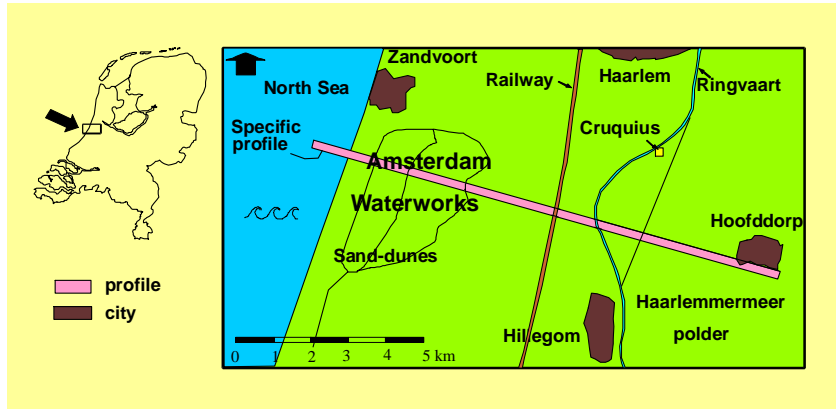 Zandvoort
North Sea
Railway
Haarlem
Ringvaart
Specific
profile
Cruquius
Amsterdam
Waterworks
Hoofddorp
Sand-dunes
profile
city
Haarlemmermeer
polder
Hillegom
0 1 2 3 4 5 km